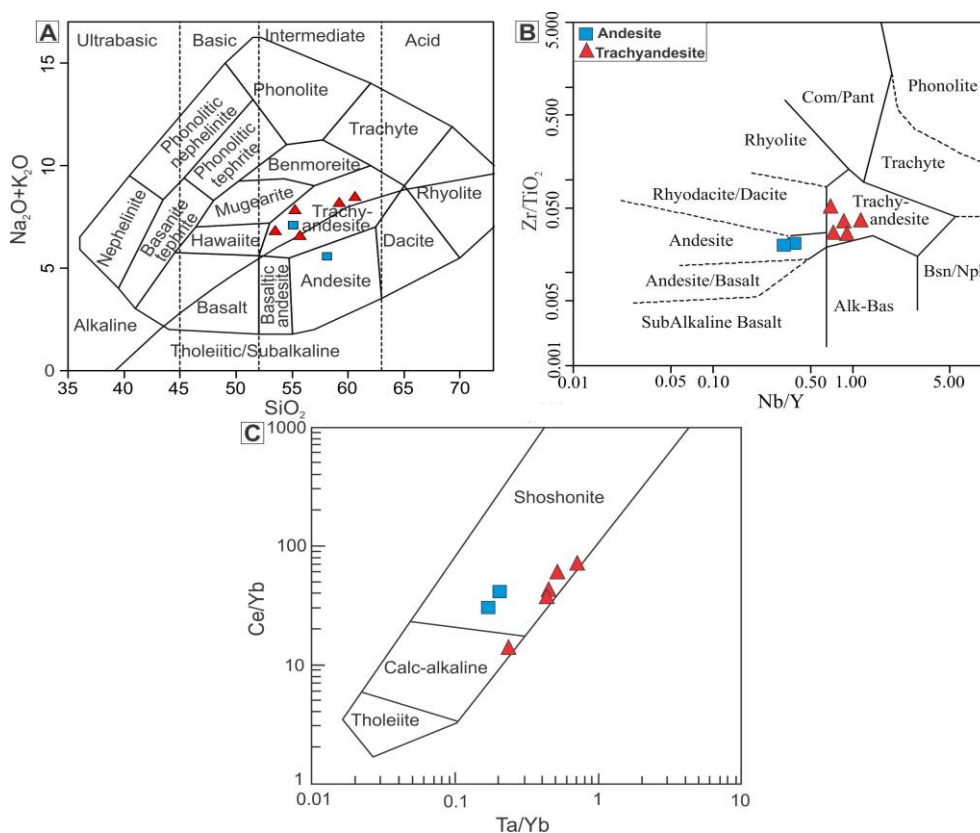 A
Ultrabasic
Basic
Intermediate
Acid
15
10
5
0
Na2O+K2O
Phonolite
Phonolitic
nephelinite
Phonolitic
tephrite
Trachyte
Benmoreite
Nephelinite
Basanite
tephrite
Mugearite
Rhyolite
Hawaiite
Trachy-
andesite
Dacite
Andesite
Basaltic
andesite
Basalt
Alkaline
Tholeiitic/Subalkaline
35
45
55
60
65
70
SiO2
B
Andesite
Trachyandesite
5.000
0.500
0.050
0.005
0.001
Zr/TiO2
Com/Pant
Phonolite
Rhyolite
Trachyte
Rhyodacite/Dacite
Trachy-
andesite
Andesite
Andesite/Basalt
Bsn/Nph
SubAlkaline Basalt
Alk-Bas
0.01
0.05
0.10
0.50
1.00
5.00
Nb/Y
C
1000
100
10
1
Ce/Yb
Shoshonite
Calc-alkaline
Tholeiite
0.01
0.1
1
10
Ta/Yb